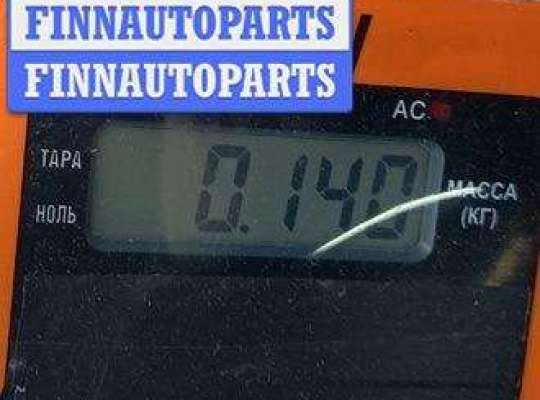 FINNAUTOPARTS
FINNAUTOPARTS
AC
ТАРА
0.140
МАССА
(КГ)
НОЛЬ